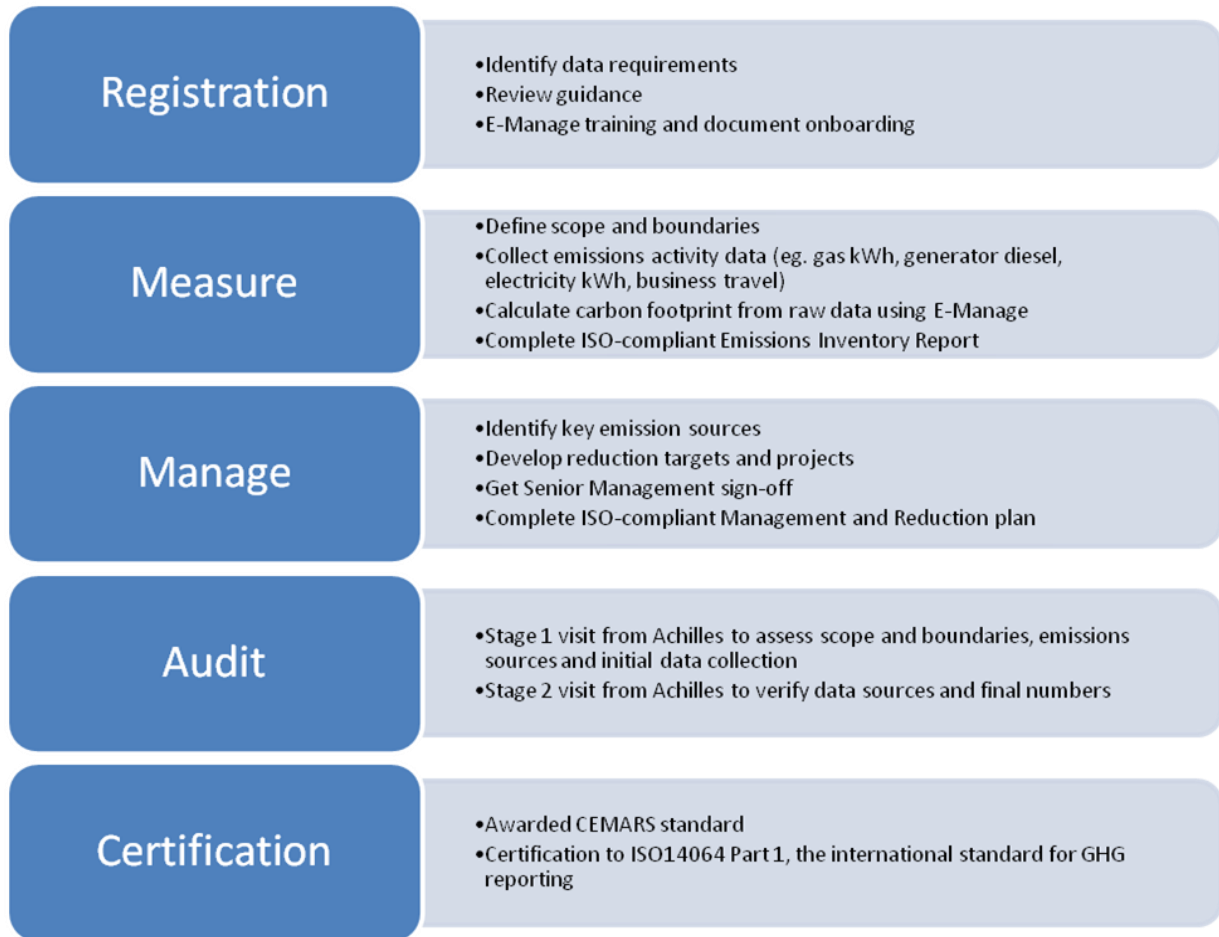 Registration
•Identify data requirements
•Review guidance
•E-Manage training and document onboarding
Measure
•Define scope and boundaries
•Collect emissions activity data (eg. gas kWh, generator diesel,
electricity kWh, business travel)
•Calculate carbon footprint from raw data using E-Manage
•Complete ISO-compliant Emissions Inventory Report
Manage
•Identify key emission sources
•Develop reduction targets and projects
•Get Senior Management sign-off
•Complete ISO-compliant Management and Reduction plan
Audit
•Stage 1 visit from Achilles to assess scope and boundaries, emissions
sources and initial data collection
•Stage 2 visit from Achilles to verify data sources and final numbers
Certification
•Awarded CEMARS standard
•Certification to ISO14064 Part 1, the international standard for GHG
reporting